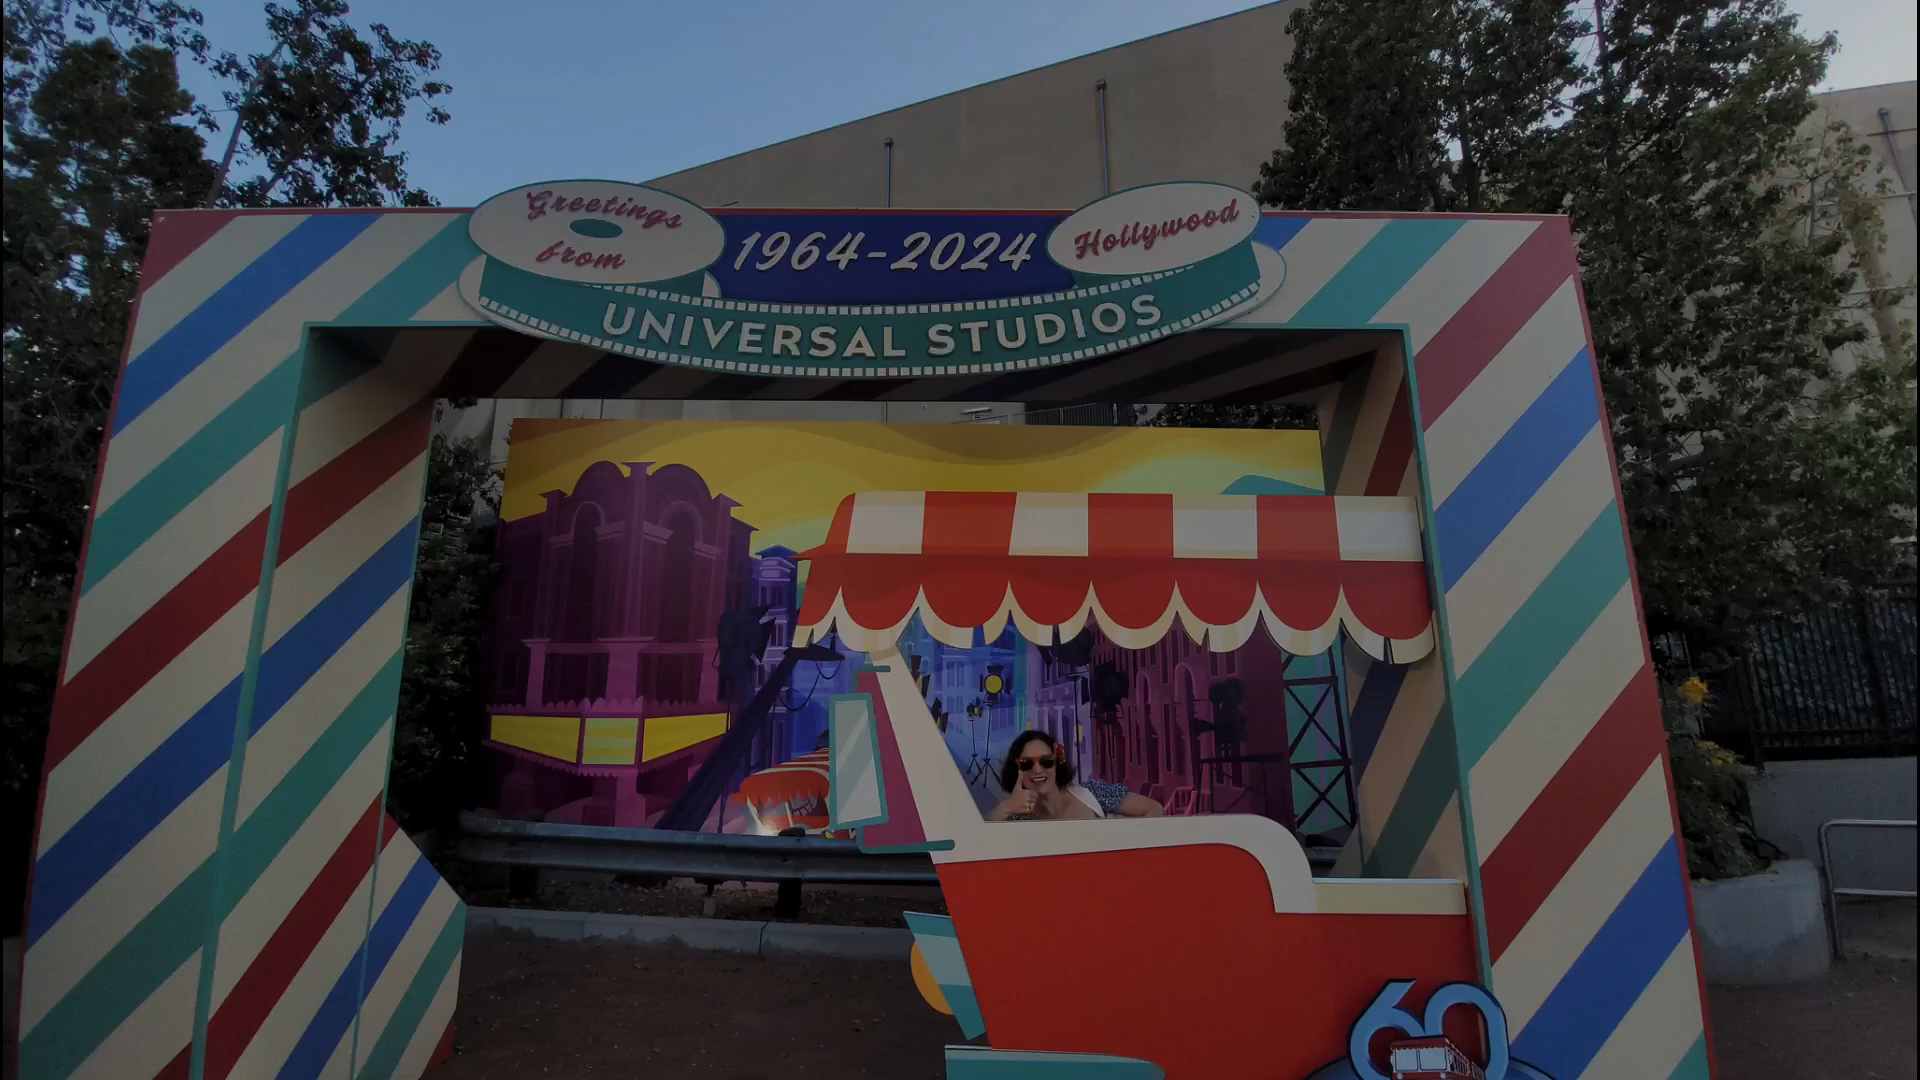 Greetings
from
1964-2024
Hollywood
UNIVERSAL STUDIOS
60